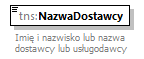 tns:NazwaDostawcy
Imię i nazwisko lub nazwa
dostawcy lub usługodawcy